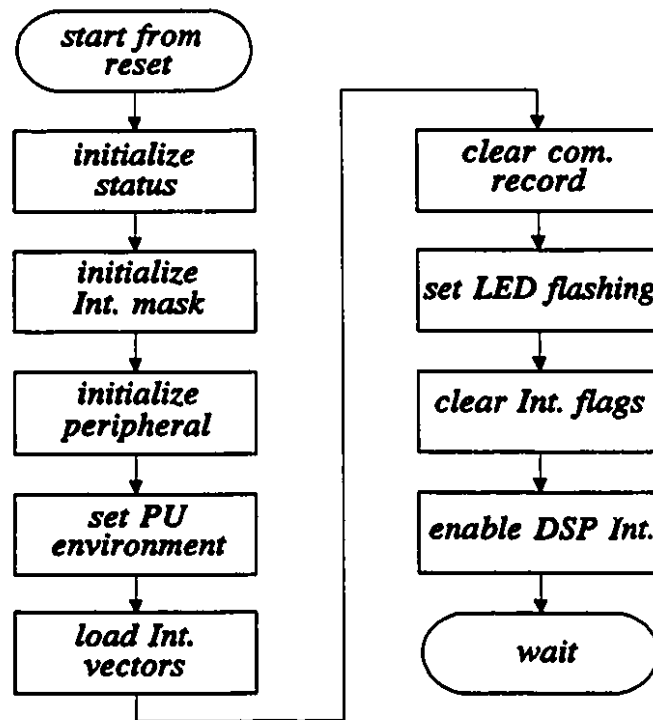 start from
reset
initialize
status
initialize
Int. mask
initialize
peripheral
set PU
environment
load Int.
vectors
clear com.
record
set LED flashing
clear Int. flags
enable DSP Int.
wait